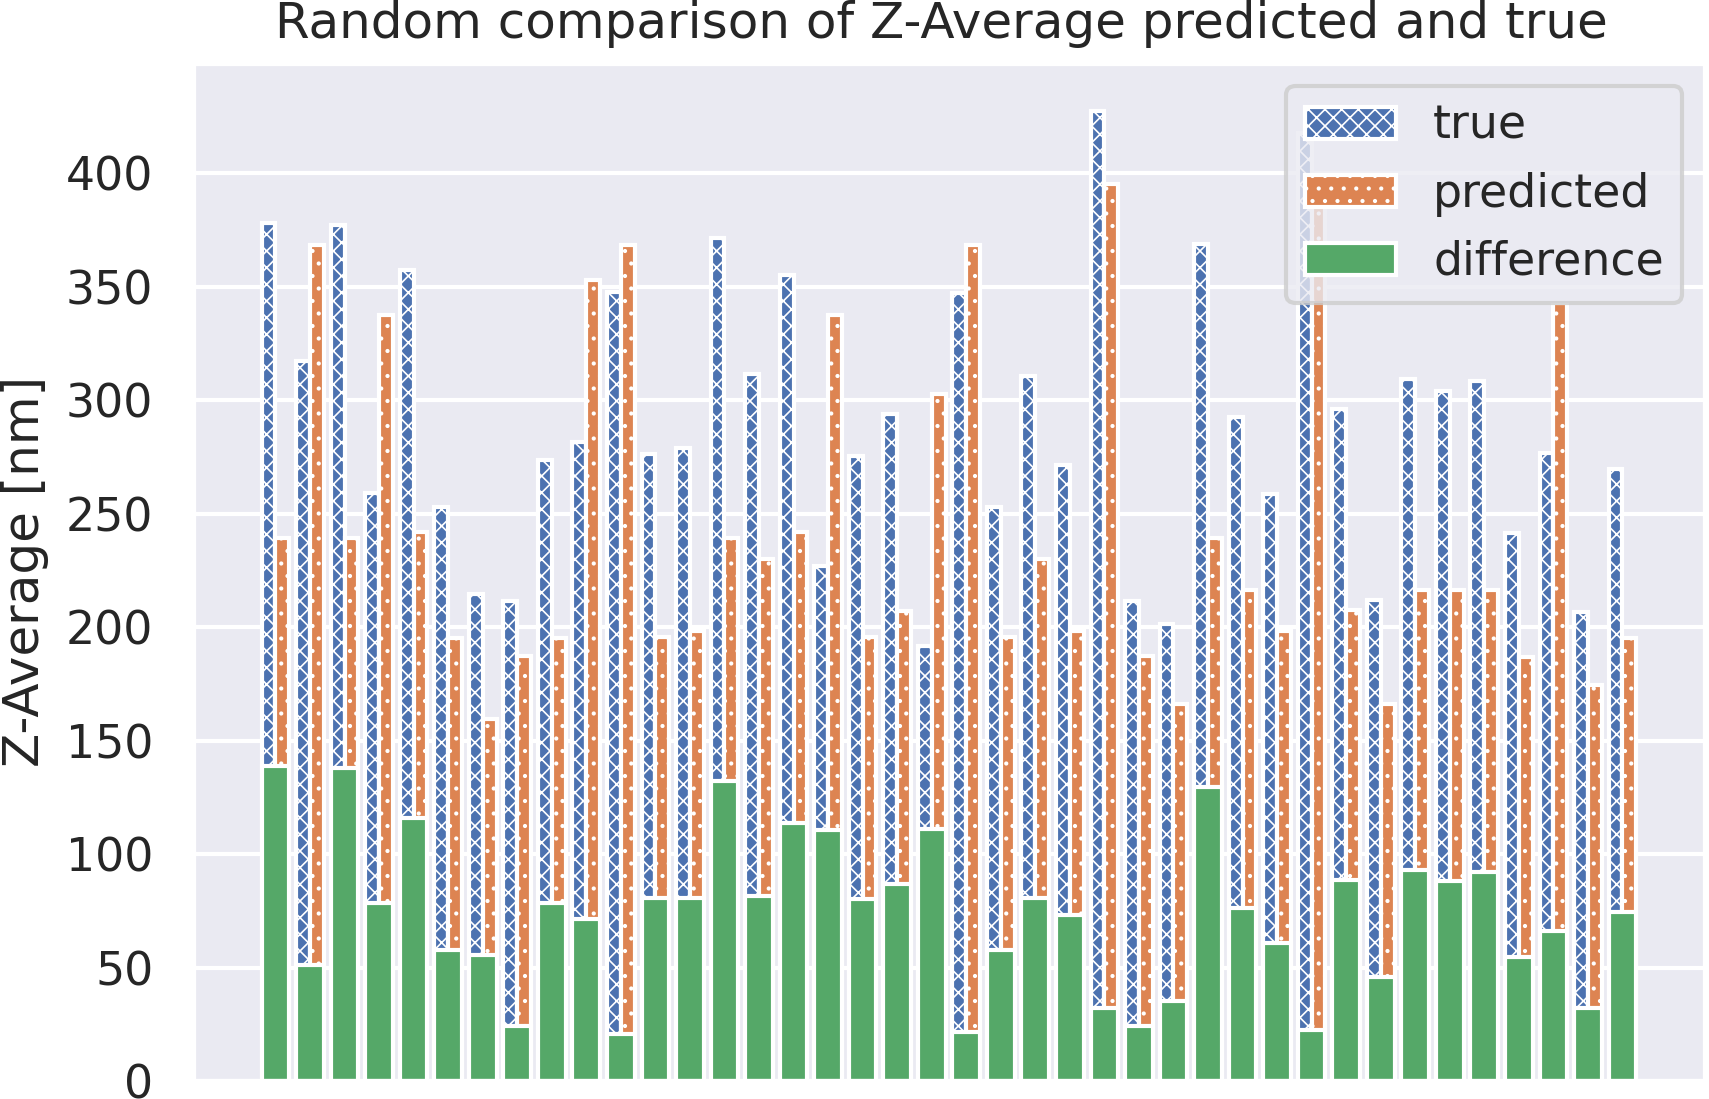 Random comparison of Z-Average predicted and true
Z-Average [nm]
400
350
300
250
200
150
100
50
0
true
predicted
difference